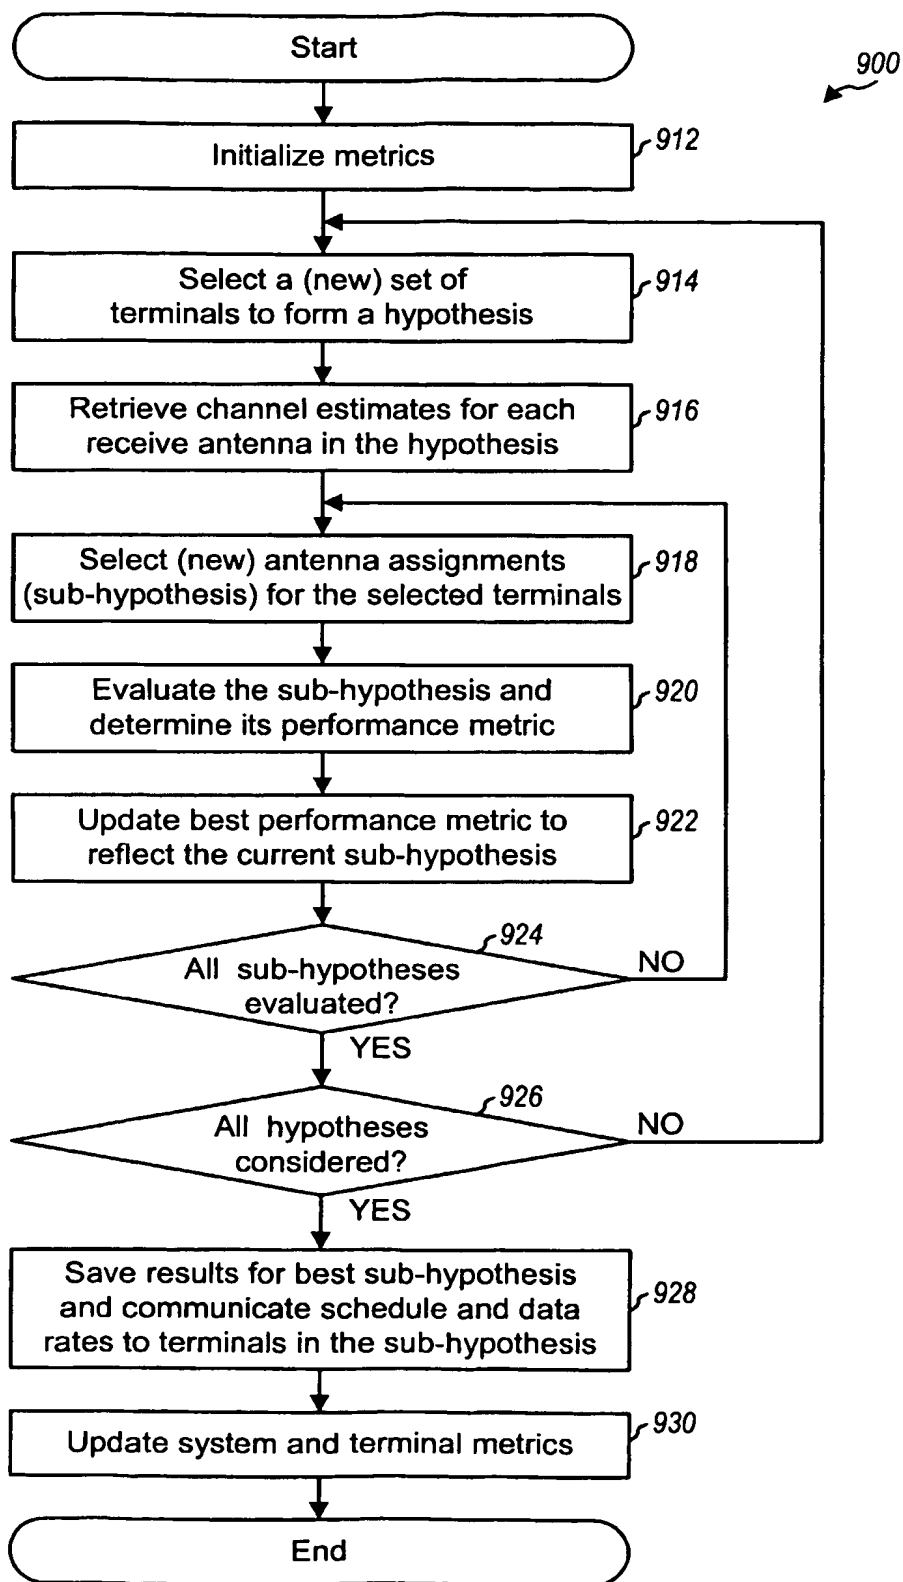 Start
900
Initialize metrics
912
Select a (new) set of
terminals to form a hypothesis
914
Retrieve channel estimates for each
receive antenna in the hypothesis
916
Select (new) antenna assignments
(sub-hypothesis) for the selected terminals
918
Evaluate the sub-hypothesis and
determine its performance metric
920
Update best performance metric to
reflect the current sub-hypothesis
922
924
All sub-hypotheses
evaluated?
NO
YES
926
All hypotheses
considered?
NO
YES
Save results for best sub-hypothesis
and communicate schedule and data
rates to terminals in the sub-hypothesis
928
Update system and terminal metrics
930
End